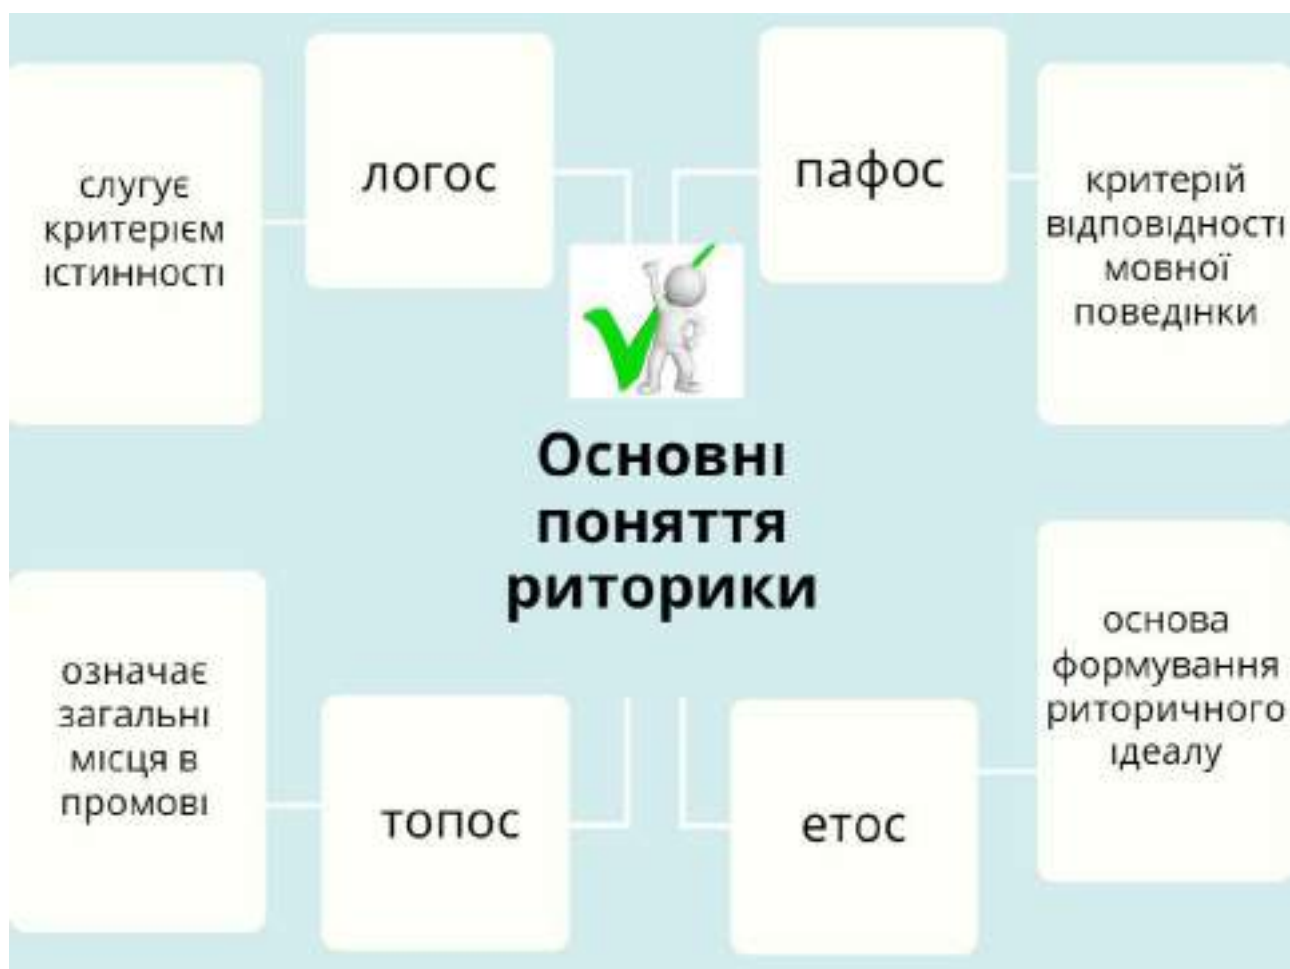 слугує
критерієм
істинності
логос
пафос
критерій
відповідності
мовної
поведінки
Основні
поняття
риторики
означає
загальні
місця в
промові
топос
етос
основа
формування
риторичного
ідеалу